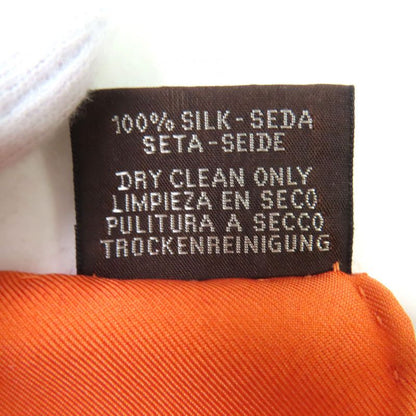 100% SILK-SEDA
SETA-SEIDE
DRY CLEAN ONLY
LIMPIEZA EN SECO
PULITURA A SECCO
TROCKENREINIGUNG